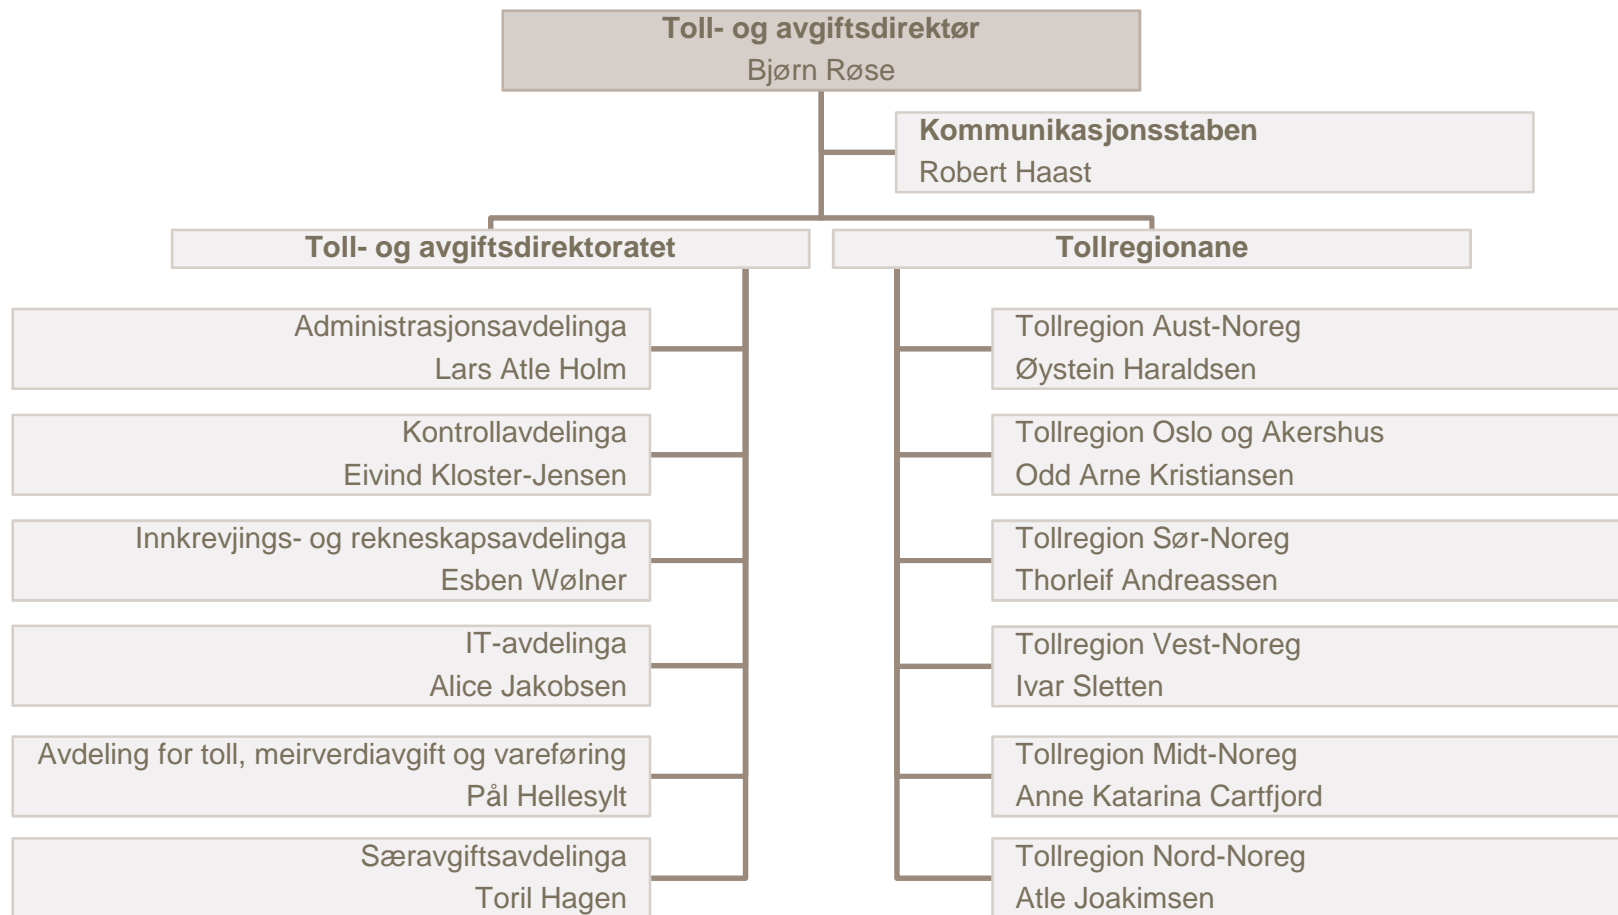 Toll- og avgiftsdirektør
Bjørn Røse
Kommunikasjonsstaben
Robert Haast
Toll- og avgiftsdirektoratet
Administrasjonsavdelinga
Lars Atle Holm
Kontrollavdelinga
Eivind Kloster-Jensen
Innkrevjings- og rekneskapsavdelinga
Esben Wølner
IT-avdelinga
Alice Jakobsen
Avdeling for toll, meirverdiavgift og vareføring
Pål Hellesylt
Særavgiftsavdelinga
Toril Hagen
Tollregionane
Tollregion Aust-Noreg
Øystein Haraldsen
Tollregion Oslo og Akershus
Odd Arne Kristiansen
Tollregion Sør-Noreg
Thorleif Andreassen
Tollregion Vest-Noreg
Ivar Sletten
Tollregion Midt-Noreg
Anne Katarina Cartfjord
Tollregion Nord-Noreg
Atle Joakimsen